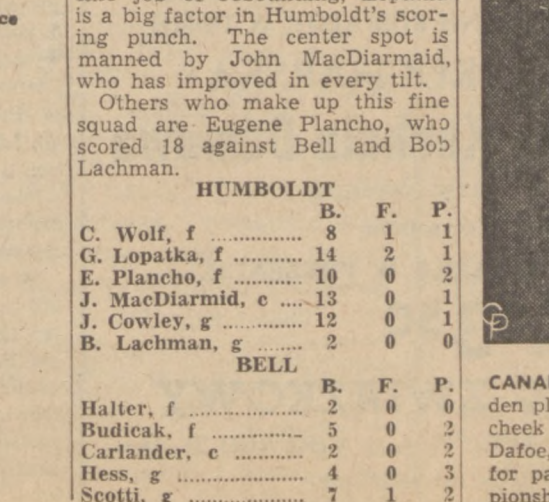 is a big factor in Humboldt's scor-
ing punch. The center spot is
manned by John MacDiarmaid,
who has improved in every tilt.
Others who make up this fine
squad are Eugene Plancho, who
scored 18 against Bell and Bob
Lachman.
HUMBOLDT
B. F. P.
C. Wolf, f .............. 8 1 1
G. Lopatka, f ............ 14 2 1
E. Plancho, f ............ 10 0 2
J. MacDiarmid, c .... 13 0 1
J. Cowley, g .............. 12 0 1
B. Lachman, g ....... 2 0 0
BELL
B. F. P.
Halter, f .................... 2 0 0
Budicak, f .................. 5 0 2
Carlander, c .............. 2 0 2
Hess, g ..................... 4 0 3
Scotti, g .................... 7 1 2
ce
CANA
den pl
cheek
Dafoe,
for pa
pionsh